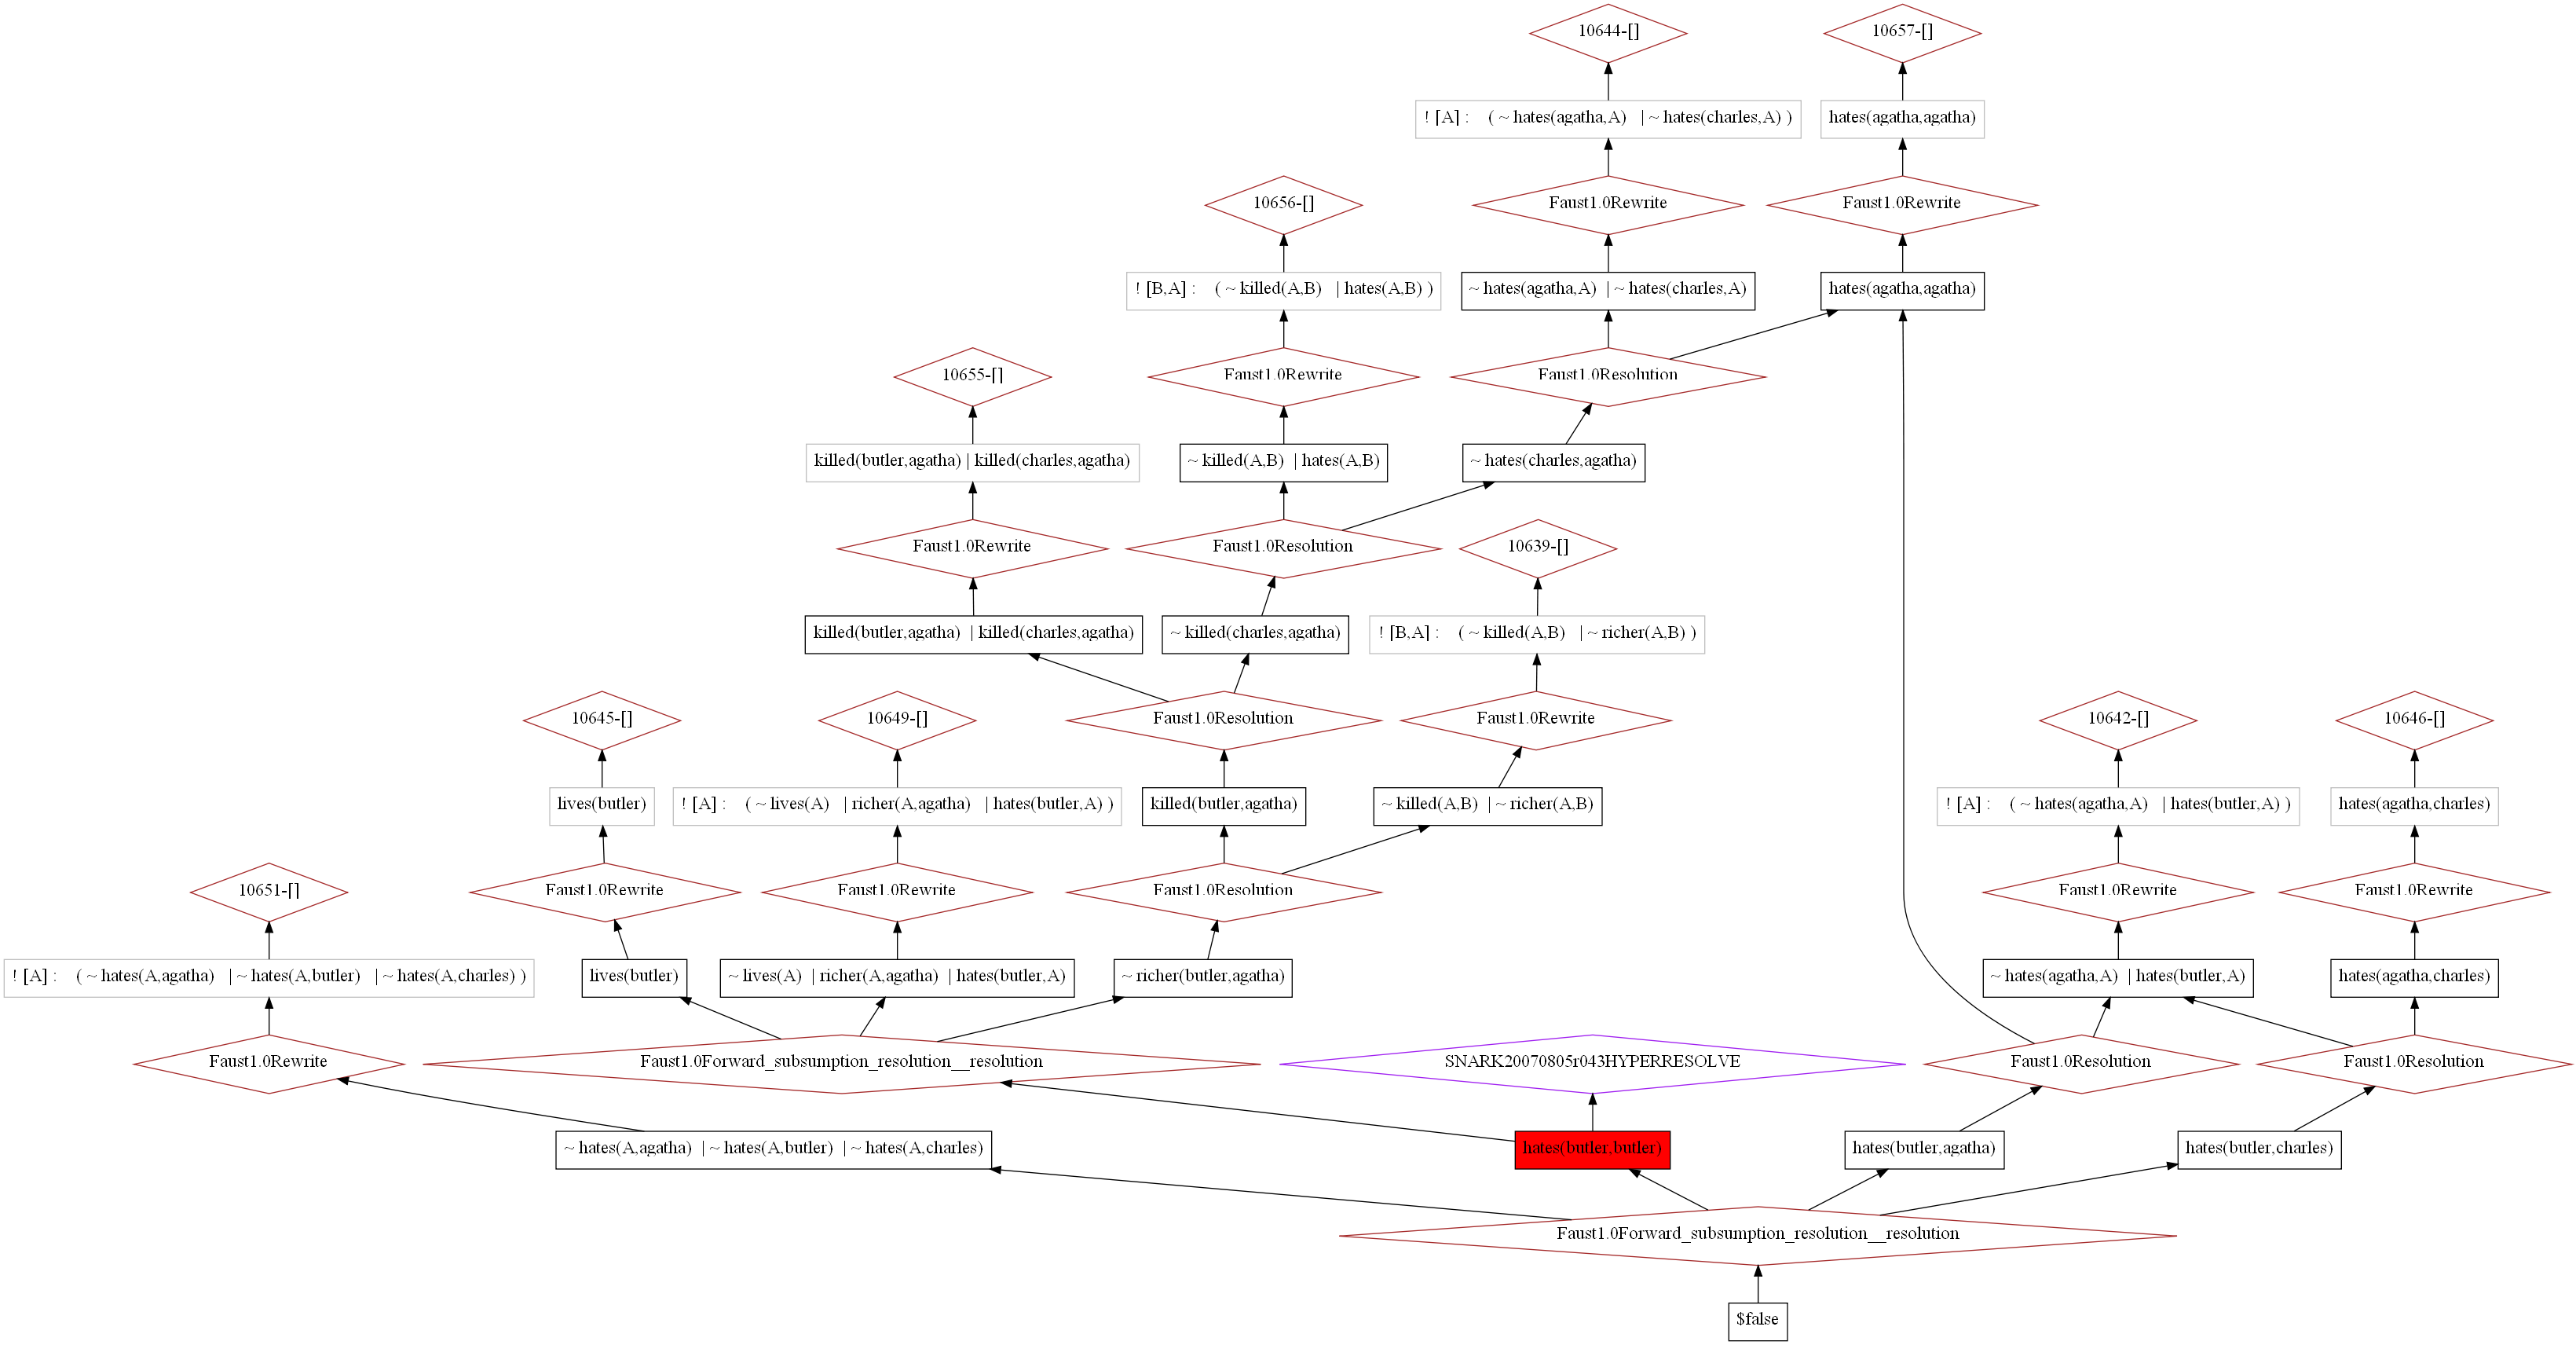 10644-[]
10657-[]
! [A] : ( ~ hates(agatha,A) | ~ hates(charles,A) )
hates(agatha,agatha)
10656-[]
Faust1.0Rewrite
Faust1.0Rewrite
! [B,A] : ( ~ killed(A,B) | hates(A,B) )
~ hates(agatha,A) | ~ hates(charles,A)
hates(agatha,agatha)
10655-[]
Faust1.0Rewrite
Faust1.0Resolution
killed(butler,agatha) | killed(charles,agatha)
~ killed(A,B) | hates(A,B)
~ hates(charles,agatha)
Faust1.0Rewrite
Faust1.0Resolution
10639-[]
killed(butler,agatha) | killed(charles,agatha)
~ killed(charles,agatha)
! [B,A] : ( ~ killed(A,B) | ~ richer(A,B) )
10645-[]
10649-[]
Faust1.0Resolution
Faust1.0Rewrite
10642-[]
10646-[]
lives(butler)
! [A] : ( ~ lives(A) | richer(A,agatha) | hates(butler,A) )
killed(butler,agatha)
~ killed(A,B) | ~ richer(A,B)
! [A] : ( ~ hates(agatha,A) | hates(butler,A) )
hates(agatha,charles)
10651-[]
Faust1.0Rewrite
Faust1.0Rewrite
Faust1.0Resolution
Faust1.0Rewrite
Faust1.0Rewrite
! [A] : ( ~ hates(A,agatha) | ~ hates(A,butler) | ~ hates(A,charles) )
lives(butler)
~ lives(A) | richer(A,agatha) | hates(butler,A)
~ richer(butler,agatha)
~ hates(agatha,A) | hates(butler,A)
hates(agatha,charles)
Faust1.0Rewrite
Faust1.0Forward_subsumption_resolution__resolution
SNARK20070805r043HYPERRESOLVE
Faust1.0Resolution
Faust1.0Resolution
~ hates(A,agatha) | ~ hates(A,butler) | ~ hates(A,charles)
hates(butler,butler)
hates(butler,agatha)
hates(butler,charles)
Faust1.0Forward_subsumption_resolution__resolution
$false